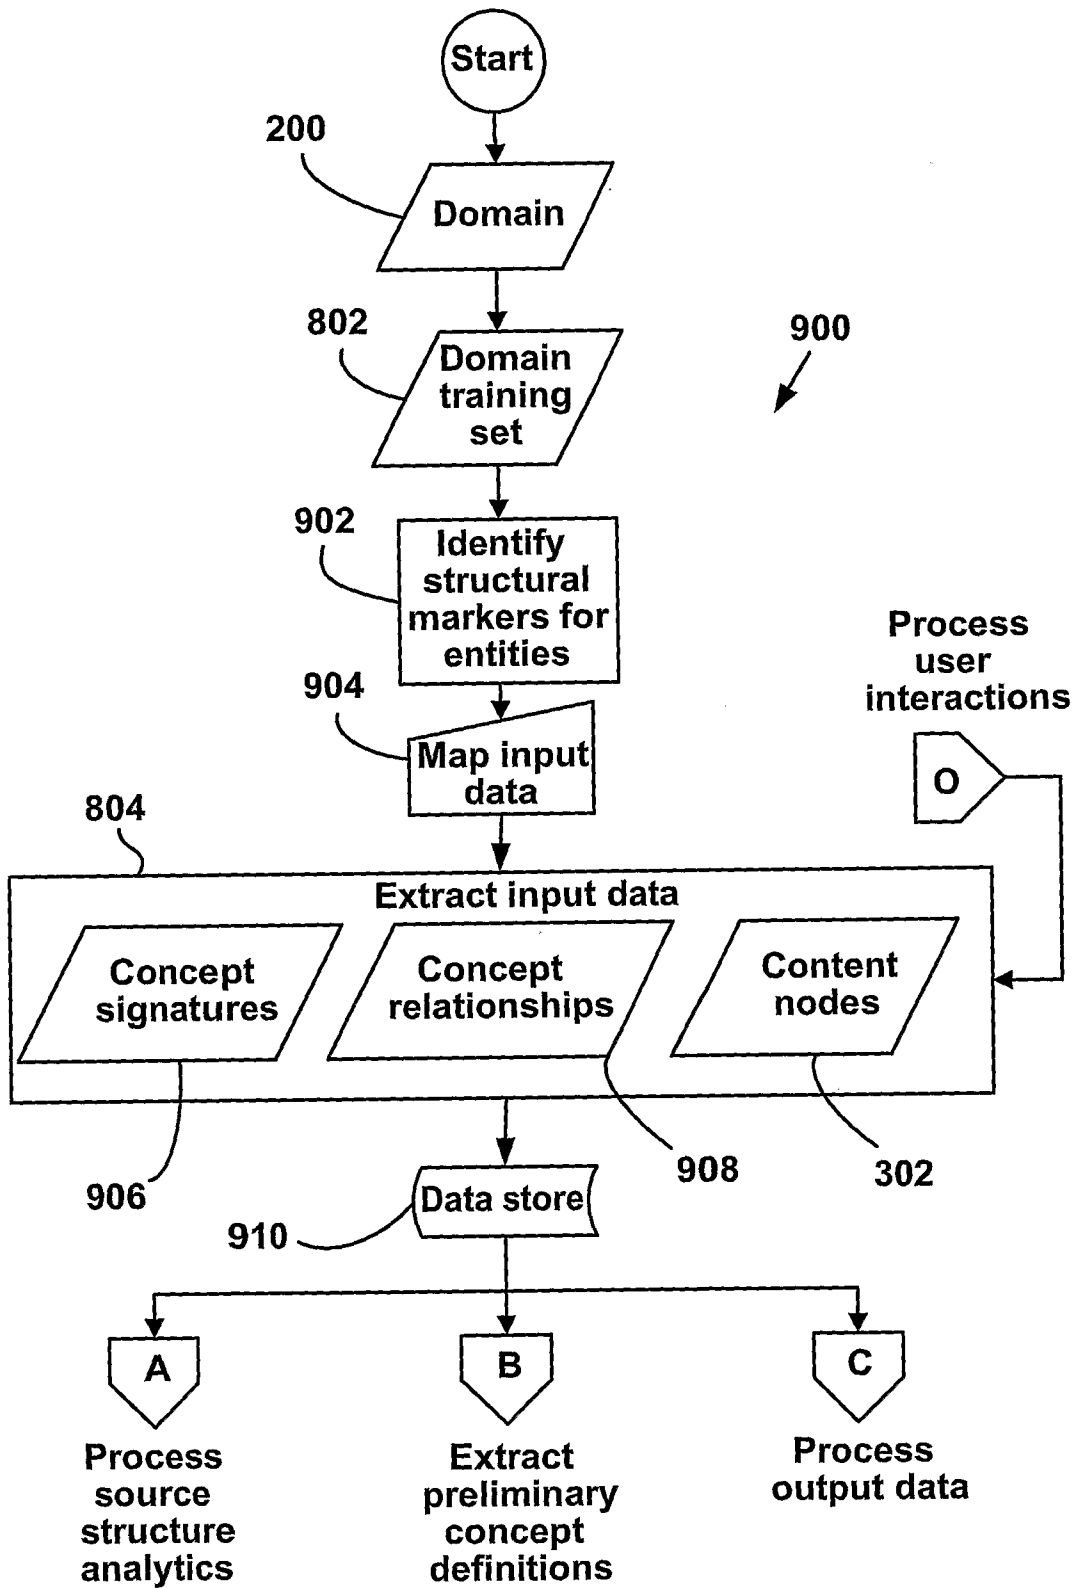 Start
200
Domain
802
Domain
training
set
900
902
Identify
structural
markers for
entities
Process
user
interactions
904
Map input
data
O
804
Extract input data
Concept
signatures
Concept
relationships
Content
nodes
906
908
302
910
Data store
A
B
C
Process
source
structure
analytics
Extract
preliminary
concept
definitions
Process
output data